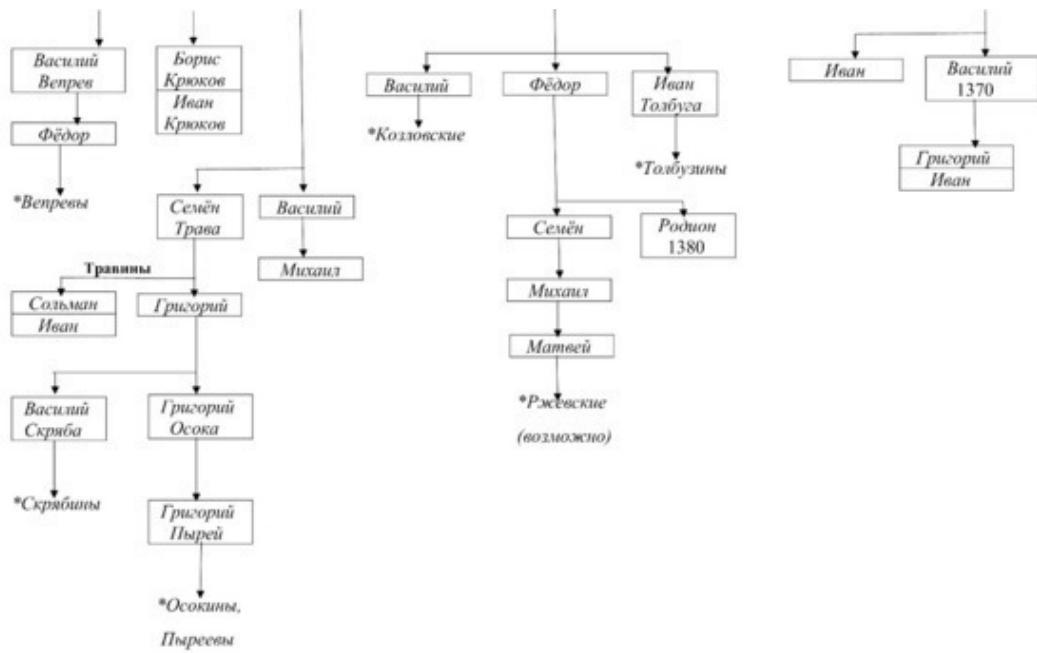 Василий
Вепрев
Фёдор
*Вепревы
Борис
Крюков
Иван
Крюков
Семён
Трава
Василий
Михаил
Травины
Сольман
Иван
Григорий
Василий
Скряба
*Скрябины
Григорий
Осока
Григорий
Пырей
*Осокины,
Пыреевы
Василий
*Козловские
Фёдор
Иван
Толбуга
*Толбузины
Семён
Родион
1380
Михаил
Матвей
*Ржевские
(возможно)
Иван
Василий
1370
Григорий
Иван